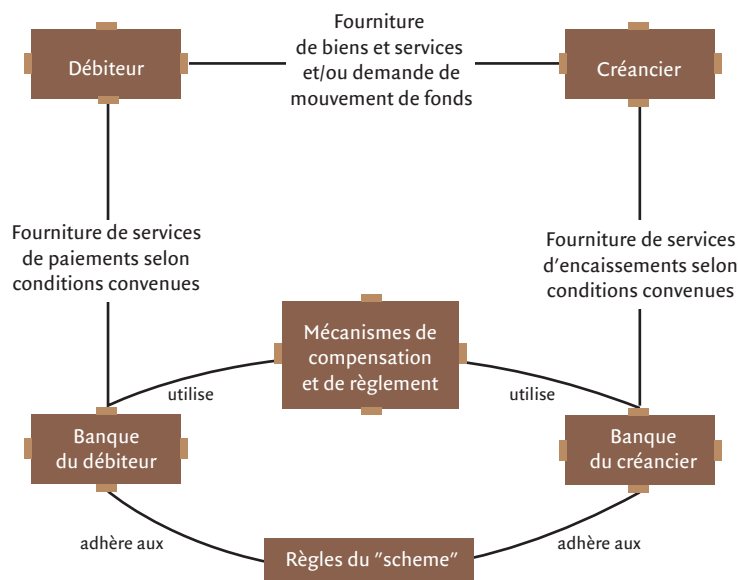 Débiteur
Fourniture
de biens et services
et/ou demande de
mouvement de fonds
Créancier
Fourniture de services
de paiements selon
conditions convenues
Fourniture de services
d'encaissements selon
conditions convenues
Mécanismes de
compensation
et de règlement
utilise
utilise
Banque
du débiteur
Banque
du créancier
adhère aux
Règles du "scheme"
adhère aux